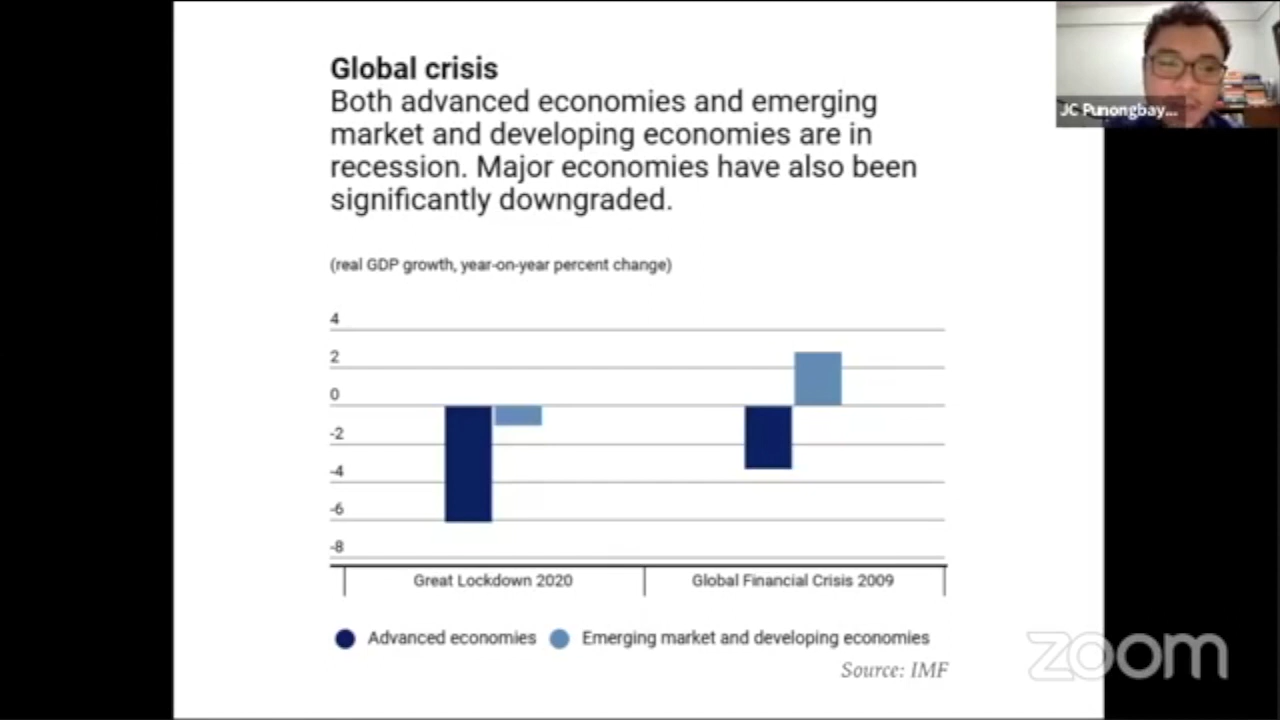 Global crisis
Both advanced economies and emerging
market and developing economies are in
recession. Major economies have also been
significantly downgraded.
JC Punongbay...
(real GDP growth, year-on-year percent change)
4
2
0
-2
-4
-6
-8
Great Lockdown 2020 Global Financial Crisis 2009
Advanced economies Emerging market and developing economies
Source: IMF
zoom